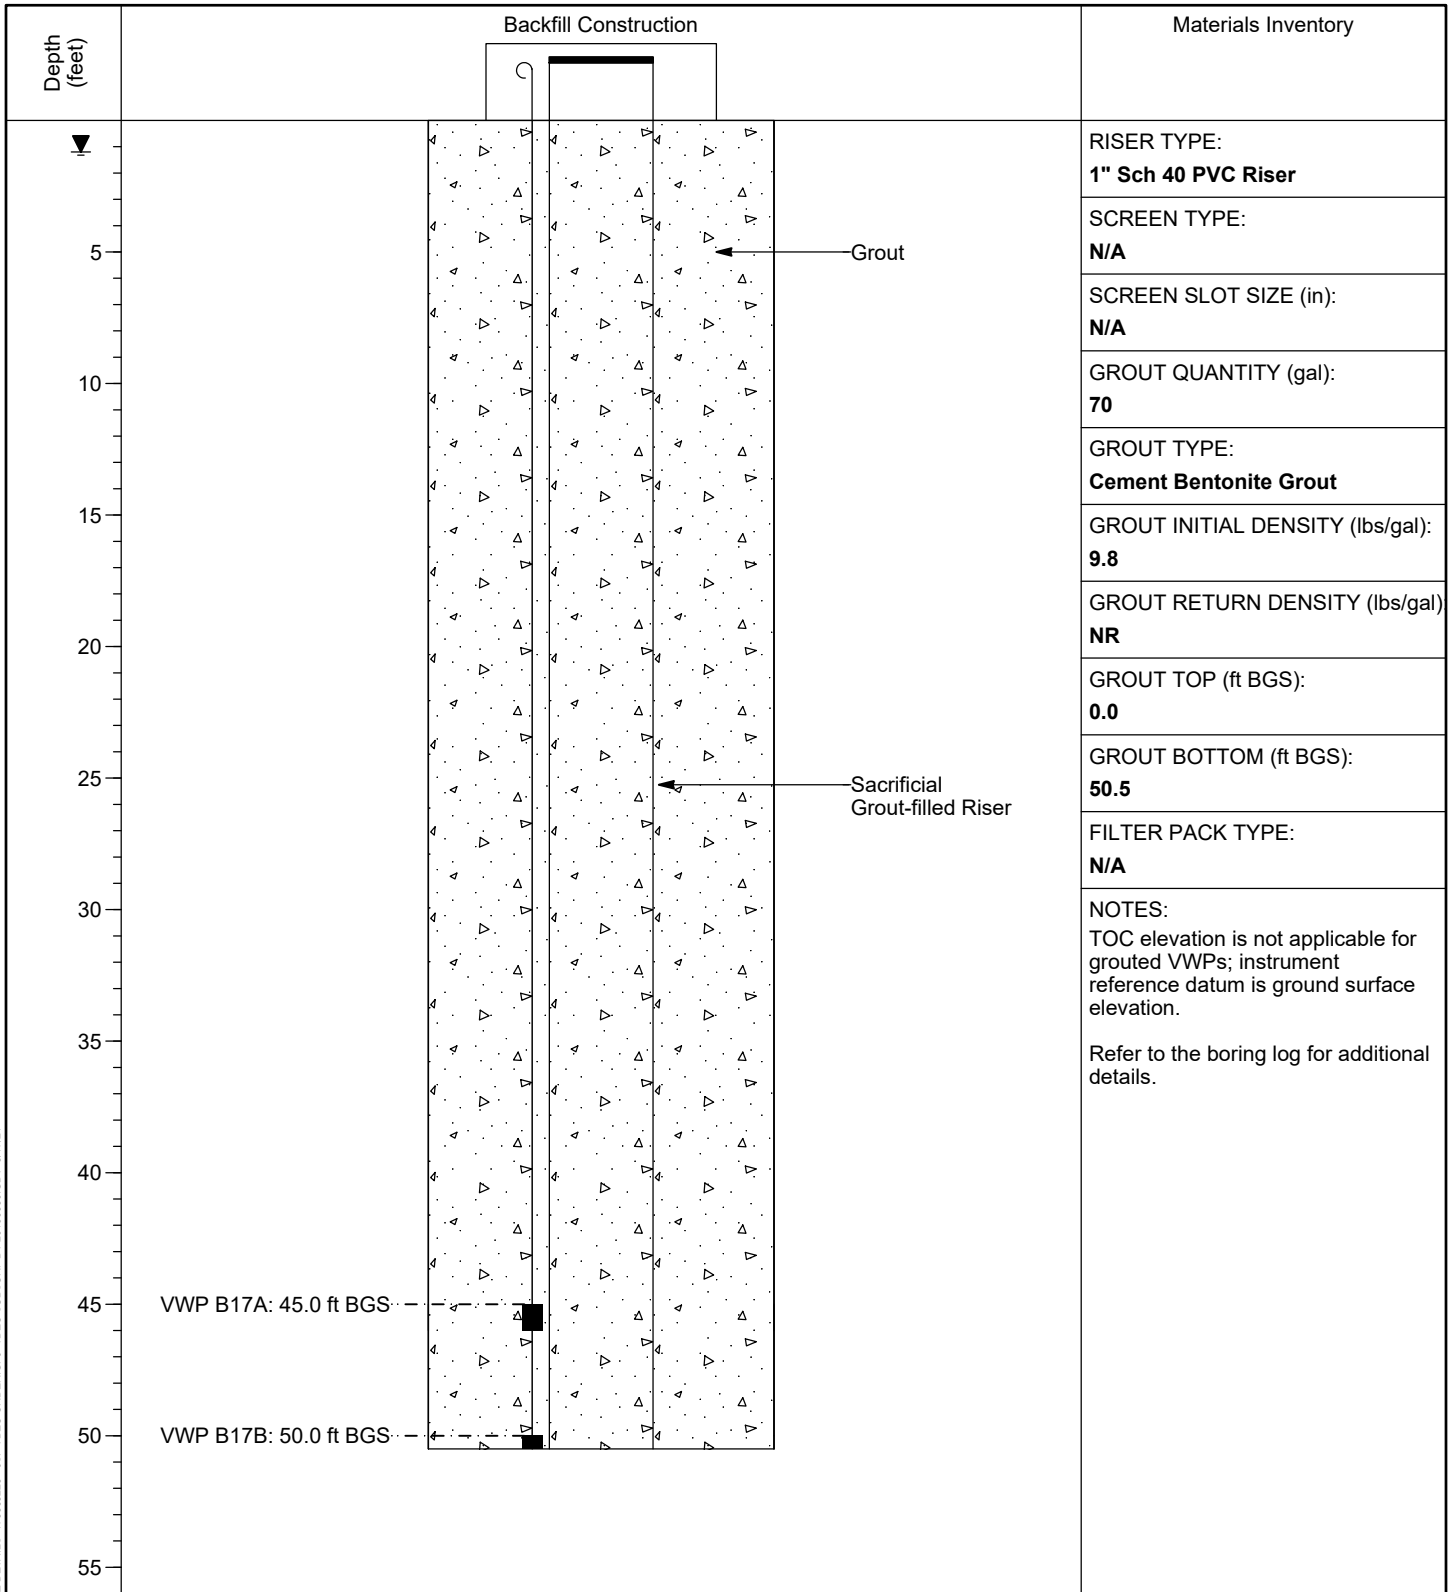 Depth
(feet)
Backfill Construction
Materials Inventory
5
10
15
20
25
30
35
40
45
50
55
Grout
Sacrificial
Grout-filled Riser
VWP B17A: 45.0 ft BGS
VWP B17B: 50.0 ft BGS
RISER TYPE:
1" Sch 40 PVC Riser
SCREEN TYPE:
N/A
SCREEN SLOT SIZE (in):
N/A
GROUT QUANTITY (gal):
70
GROUT TYPE:
Cement Bentonite Grout
GROUT INITIAL DENSITY (lbs/gal):
9.8
GROUT RETURN DENSITY (lbs/gal):
NR
GROUT TOP (ft BGS):
0.0
GROUT BOTTOM (ft BGS):
50.5
FILTER PACK TYPE:
N/A
NOTES:
TOC elevation is not applicable for
grouted VWPs; instrument
reference datum is ground surface
elevation.
Refer to the boring log for additional
details.